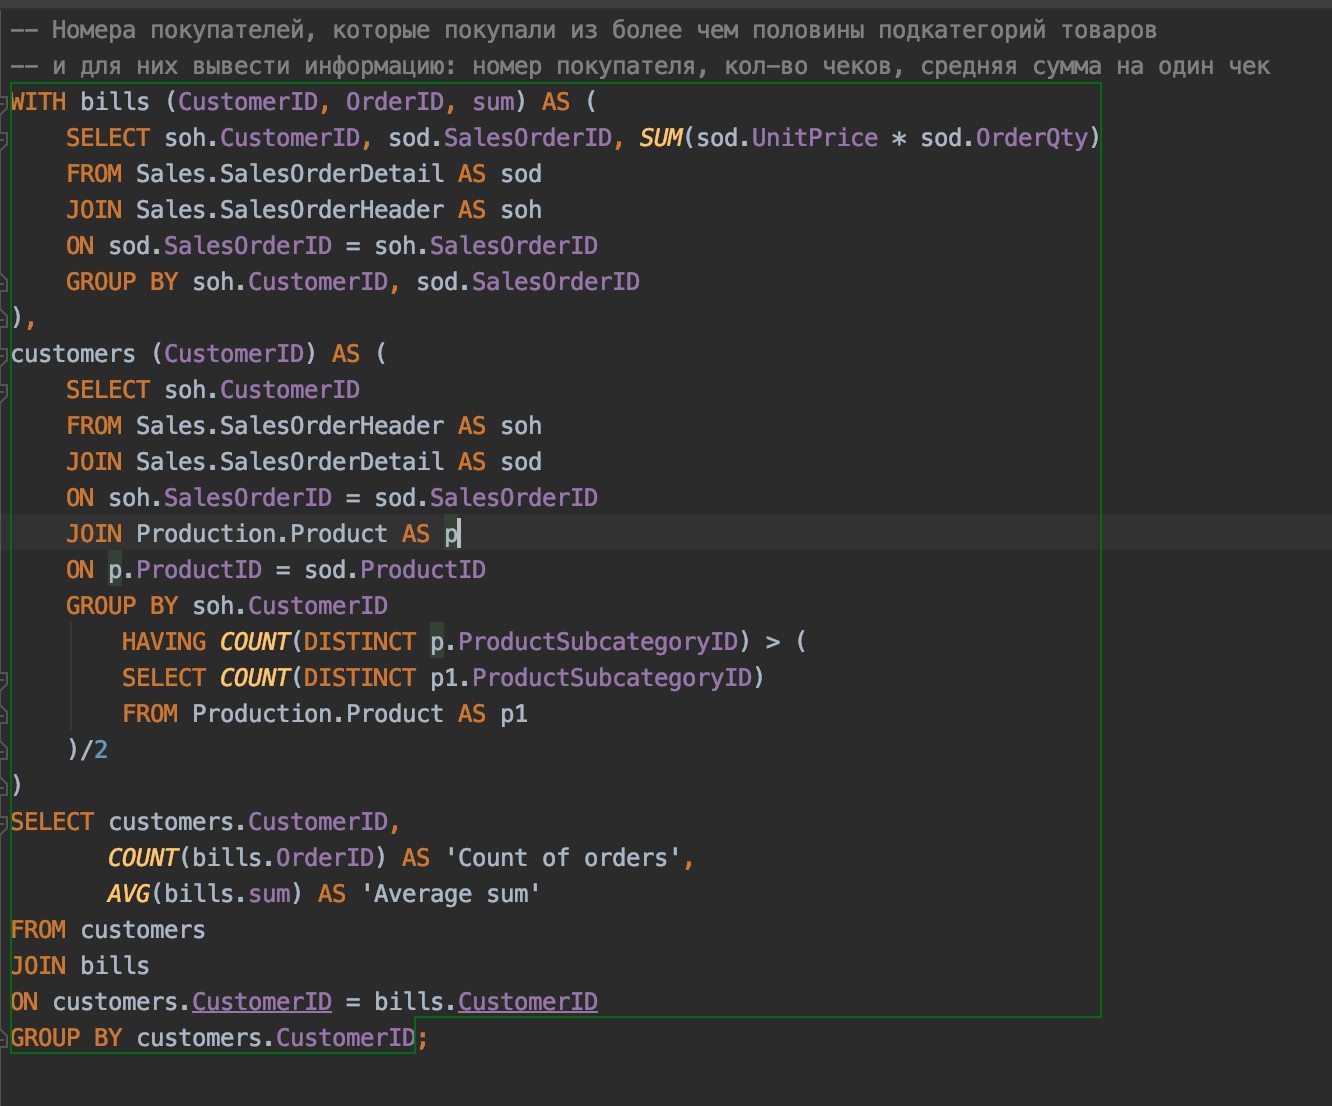 -- Номера покупателей, которые покупали из более чем половины подкатегорий товаров
-- и для них вывести информацию: номер покупателя, кол-во чеков, средняя сумма на один чек
WITH bills (CustomerID, OrderID, sum) AS (
    SELECT soh.CustomerID, sod.SalesOrderID, SUM(sod.UnitPrice * sod.OrderQty)
    FROM Sales.SalesOrderDetail AS sod
    JOIN Sales.SalesOrderHeader AS soh
    ON sod.SalesOrderID = soh.SalesOrderID
    GROUP BY soh.CustomerID, sod.SalesOrderID
),
customers (CustomerID) AS (
    SELECT soh.CustomerID
    FROM Sales.SalesOrderHeader AS soh
    JOIN Sales.SalesOrderDetail AS sod
    ON soh.SalesOrderID = sod.SalesOrderID
    JOIN Production.Product AS p
    ON p.ProductID = sod.ProductID
    GROUP BY soh.CustomerID
        HAVING COUNT(DISTINCT p.ProductSubcategoryID) > (
        SELECT COUNT(DISTINCT p1.ProductSubcategoryID)
        FROM Production.Product AS p1
    )/2
)
SELECT customers.CustomerID,
       COUNT(bills.OrderID) AS 'Count of orders',
       AVG(bills.sum) AS 'Average sum'
FROM customers
JOIN bills
ON customers.CustomerID = bills.CustomerID
GROUP BY customers.CustomerID;